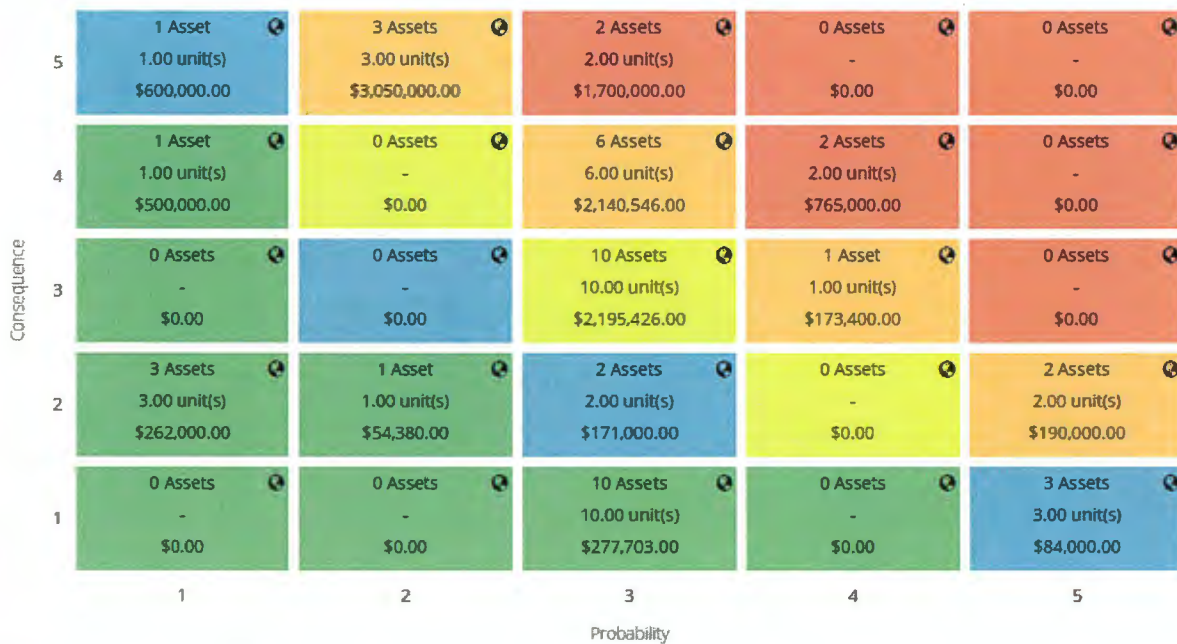 1 Asset
1.00 unit(s)
$600,000.00
3 Assets
3.00 unit(s)
$3,050,000.00
2 Assets
2.00 unit(s)
$1,700,000.00
0 Assets
-
$0.00
0 Assets
-
$0.00
5
1 Asset
1.00 unit(s)
$500,000.00
0 Assets
-
$0.00
6 Assets
6.00 unit(s)
$2,140,546.00
2 Assets
2.00 unit(s)
$765,000.00
0 Assets
-
$0.00
4
0 Assets
-
$0.00
0 Assets
-
$0.00
10 Assets
10.00 unit(s)
$2,195,426.00
1 Asset
1.00 unit(s)
$173,400.00
0 Assets
-
$0.00
3
Consequence
3 Assets
3.00 unit(s)
$262,000.00
1 Asset
1.00 unit(s)
$54,380.00
2 Assets
2.00 unit(s)
$171,000.00
0 Assets
-
$0.00
2 Assets
2.00 unit(s)
$190,000.00
2
0 Assets
-
$0.00
0 Assets
-
$0.00
10 Assets
10.00 unit(s)
$277,703.00
0 Assets
-
$0.00
3 Assets
3.00 unit(s)
$84,000.00
1
1
2
3
4
5
Probability